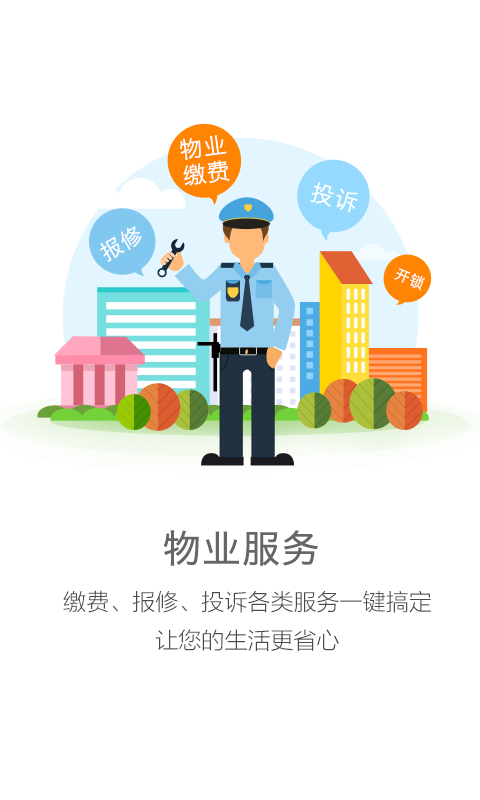 物业
缴费
投诉
报修
开锁
物业服务
缴费、报修、投诉各类服务一键搞定
让您的生活更省心